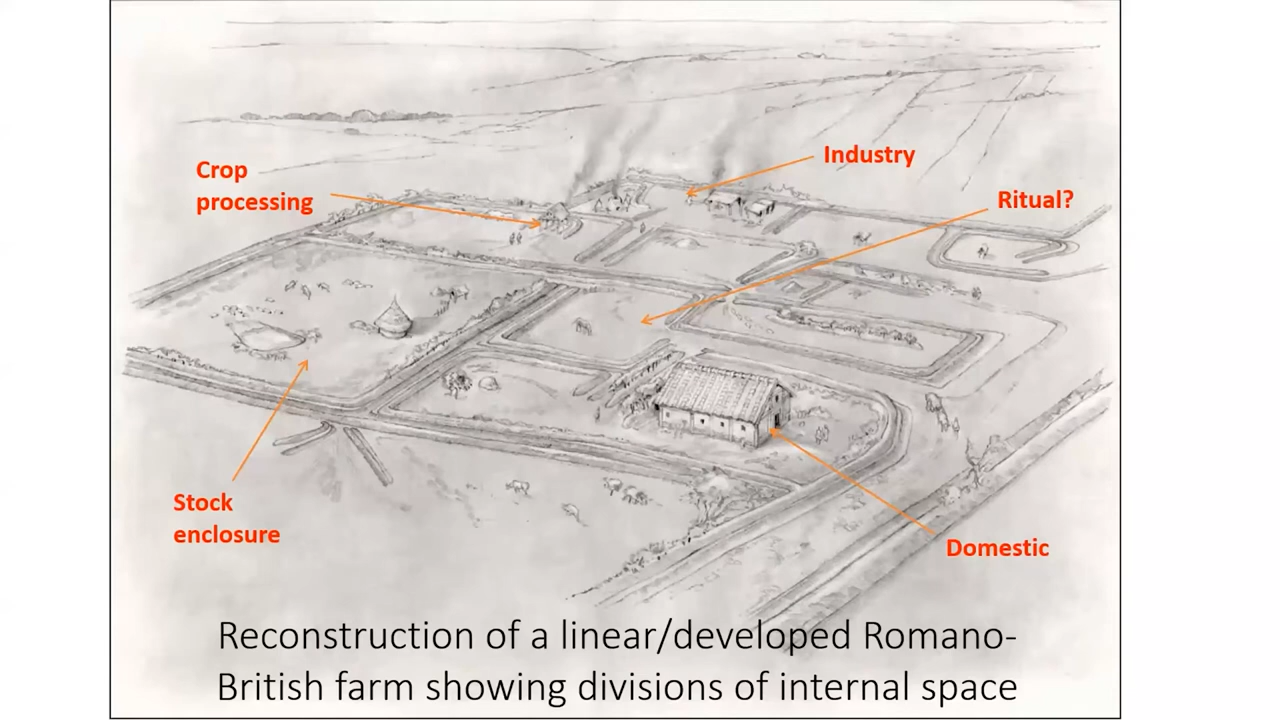 Crop
processing
Industry
Ritual?
Stock
enclosure
Domestic
Reconstruction of a linear/developed Romano-
British farm showing divisions of internal space